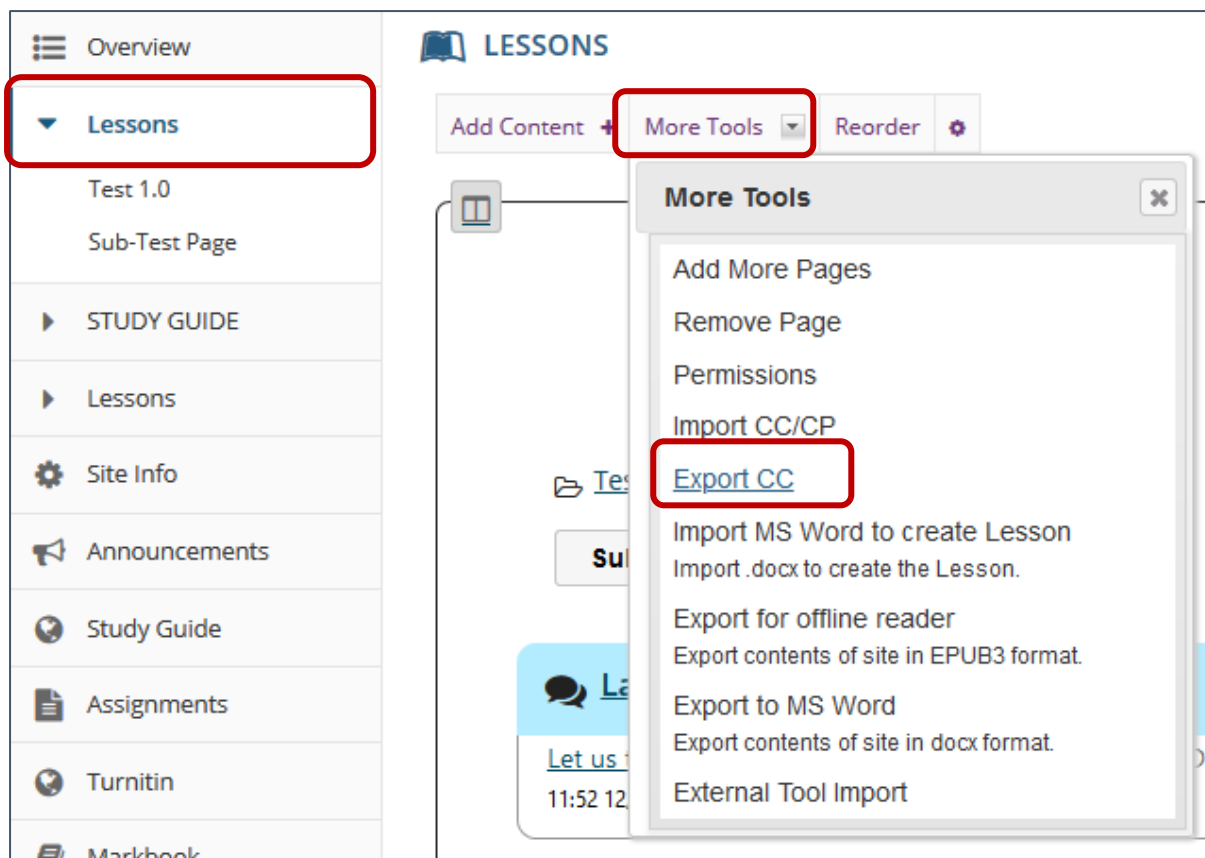 Overview
Lessons
Test 1.0
Sub-Test Page
STUDY GUIDE
Lessons
Site Info
Announcements
Study Guide
Assignments
Turnitin
Markbook
LESSONS
Add Content + More Tools Reorder
More Tools
Add More Pages
Remove Page
Permissions
Import CC/CP
Export CC
Import MS Word to create Lesson
Import .docx to create the Lesson.
Export for offline reader
Export contents of site in EPUB3 format.
Export to MS Word
Export contents of site in docx format.
External Tool Import
Let us
11:52 12,